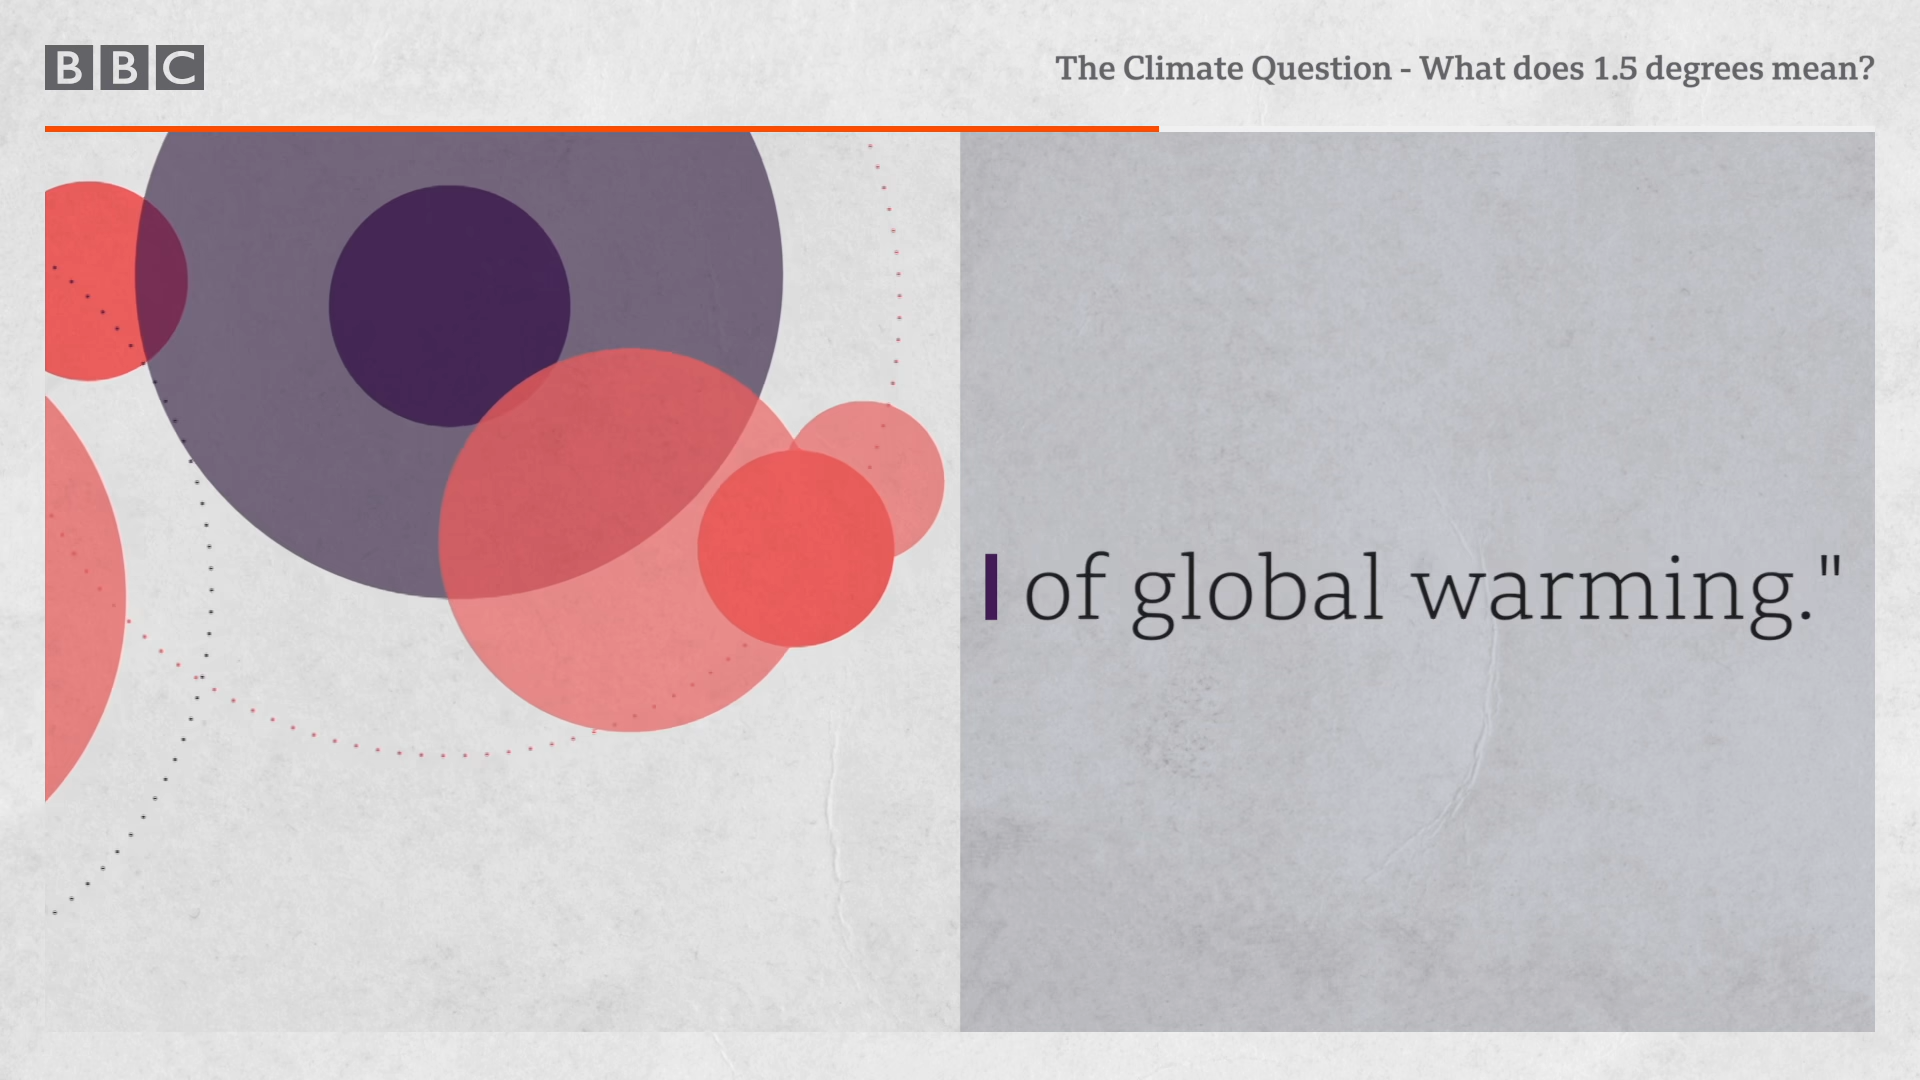 BBC
The Climate Question - What does 1.5 degrees mean?
of global warming."